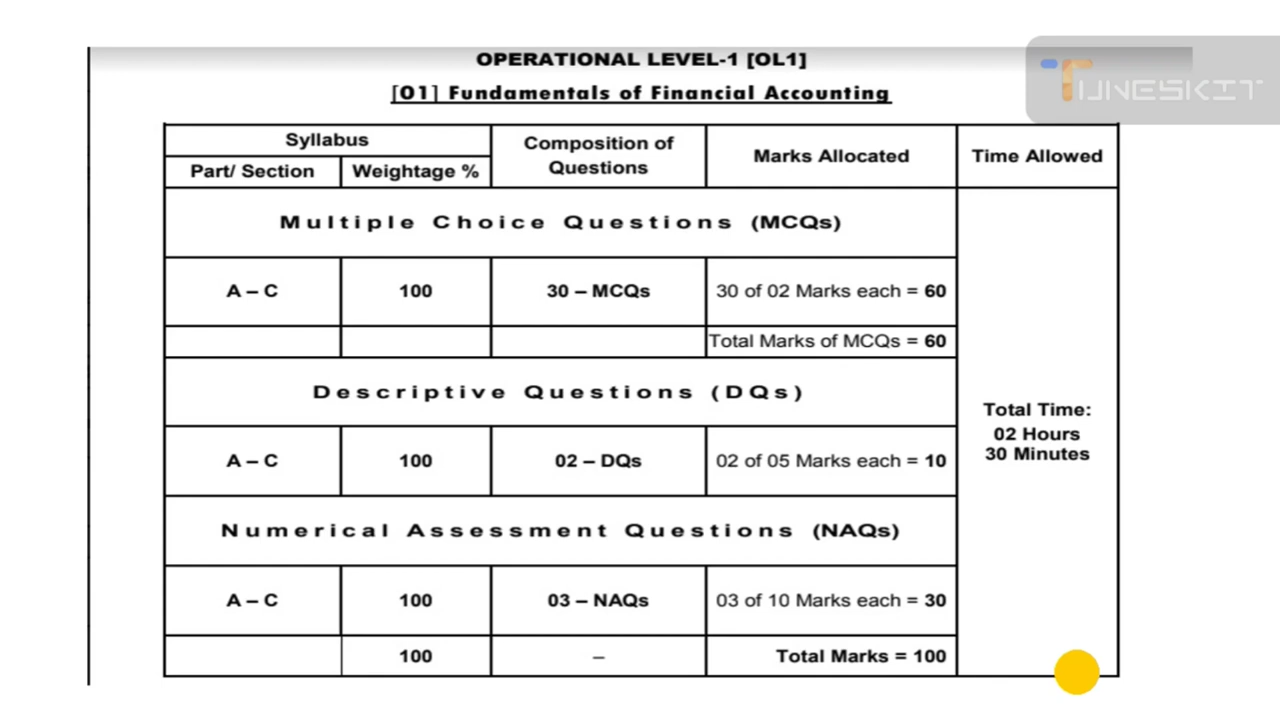 OPERATIONAL LEVEL-1 [OL1]
[O1] Fundamentals of Financial Accounting
TUNESKIT
Syllabus
Composition of Questions
Marks Allocated
Time Allowed
Part/ Section
Weightage %
Multiple Choice Questions (MCQs)
A – C 100 30 – MCQs 30 of 02 Marks each = 60
Total Marks of MCQs = 60
Descriptive Questions (DQs)
Total Time:
02 Hours
30 Minutes
A – C 100 02 – DQs 02 of 05 Marks each = 10
Numerical Assessment Questions (NAQs)
A – C 100 03 – NAQs 03 of 10 Marks each = 30
100 – Total Marks = 100